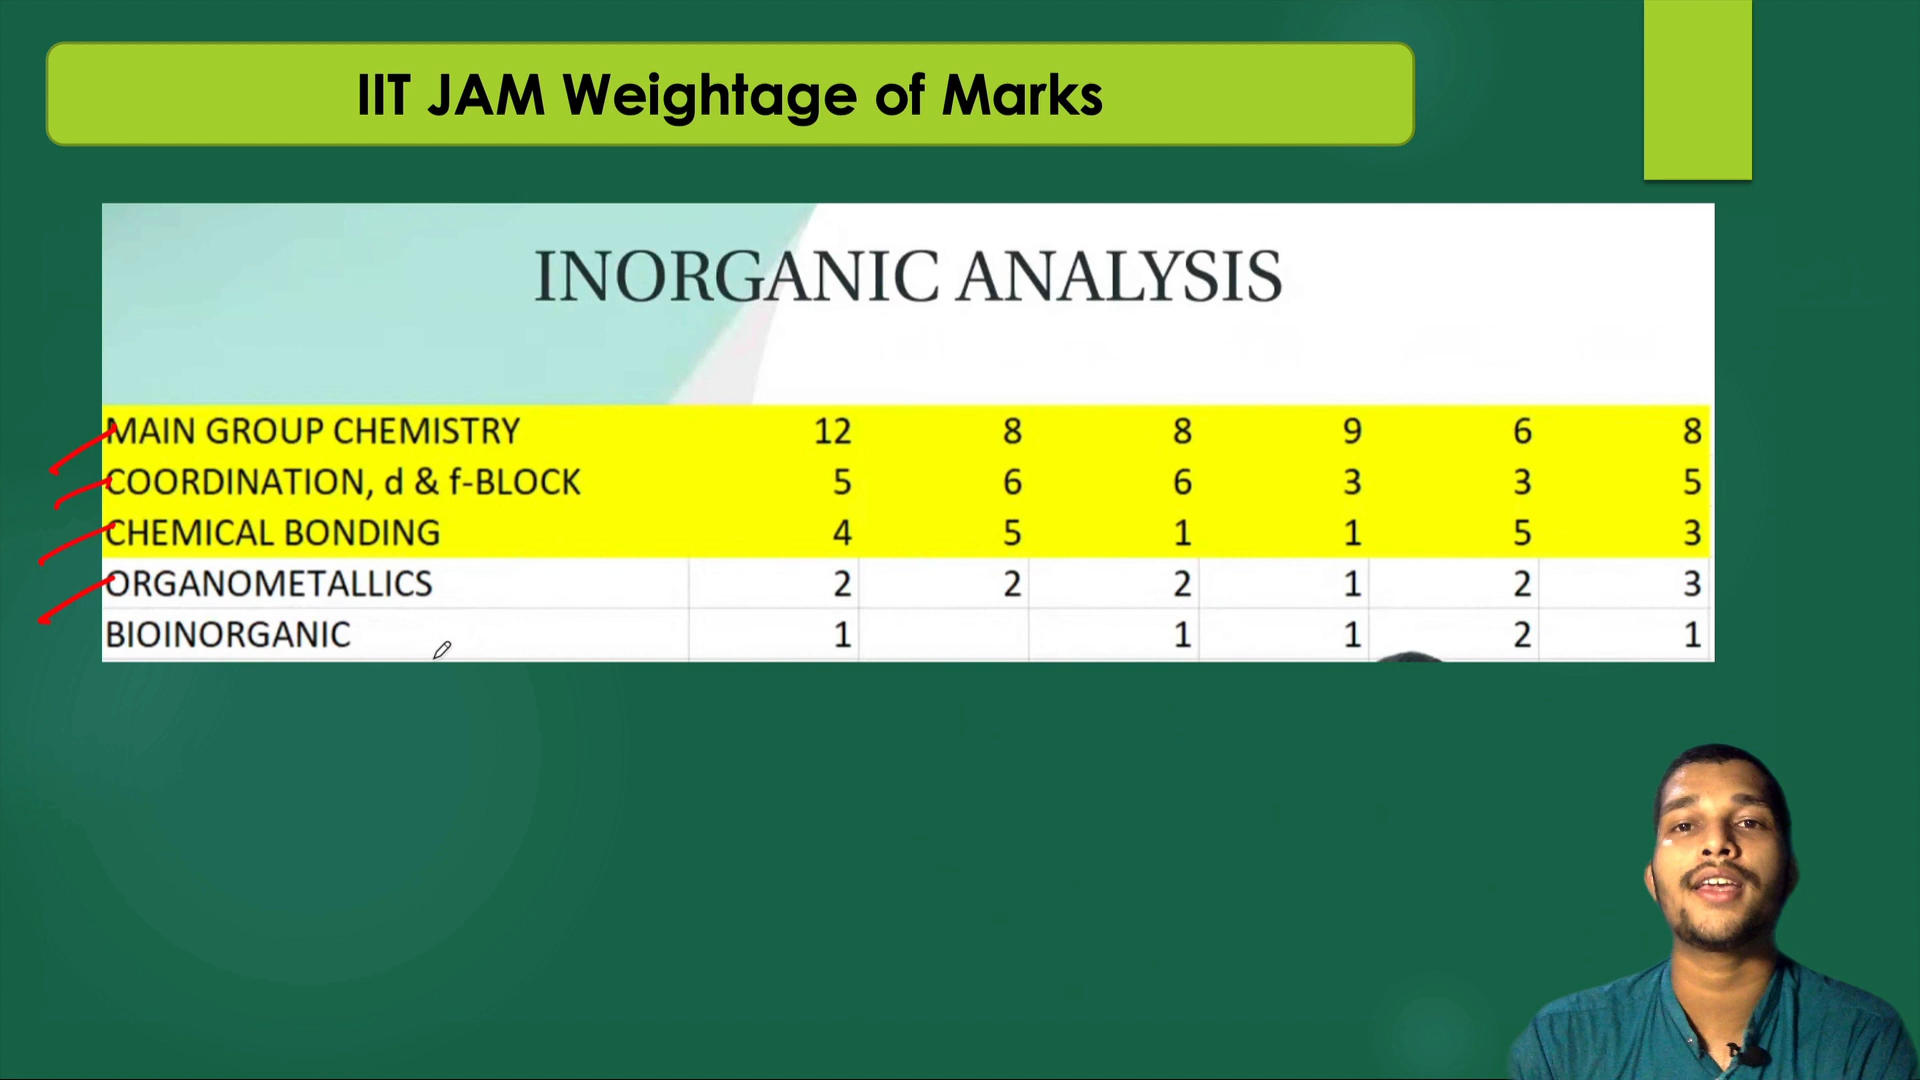 IIT JAM Weightage of Marks
INORGANIC ANALYSIS
MAIN GROUP CHEMISTRY 12 8 8 9 6 8
COORDINATION, d & f-BLOCK 5 6 6 3 3 5
CHEMICAL BONDING 4 5 1 1 5 3
ORGANOMETALLICS 2 2 2 1 2 3
BIOINORGANIC 1 1 1 2 1